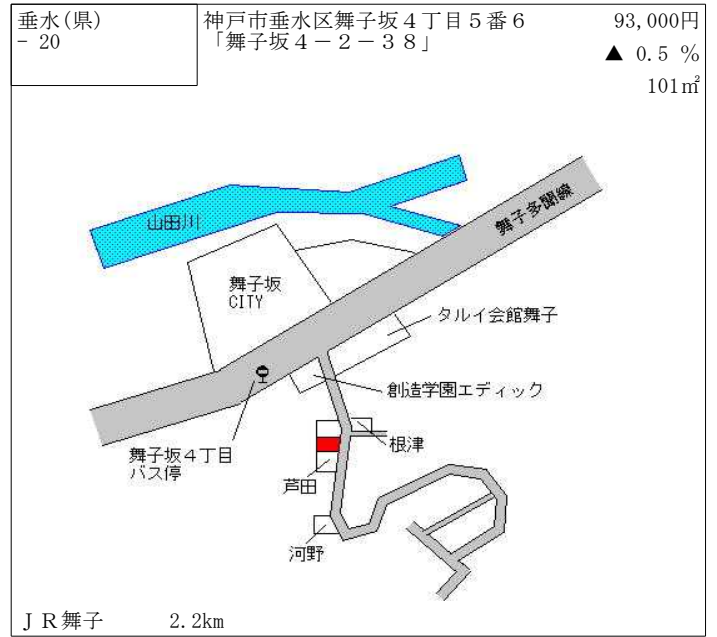 垂水(県)
- 20
神戸市垂水区舞子坂４丁目５番６
「舞子坂４－２－３８」
93,000円
▲ 0.5 %
101㎡
山田川
舞子多聞線
舞子坂
CITY
タルイ会館舞子
創造学園エディック
舞子坂４丁目
バス停
根津
芦田
河野
ＪＲ舞子 2.2km